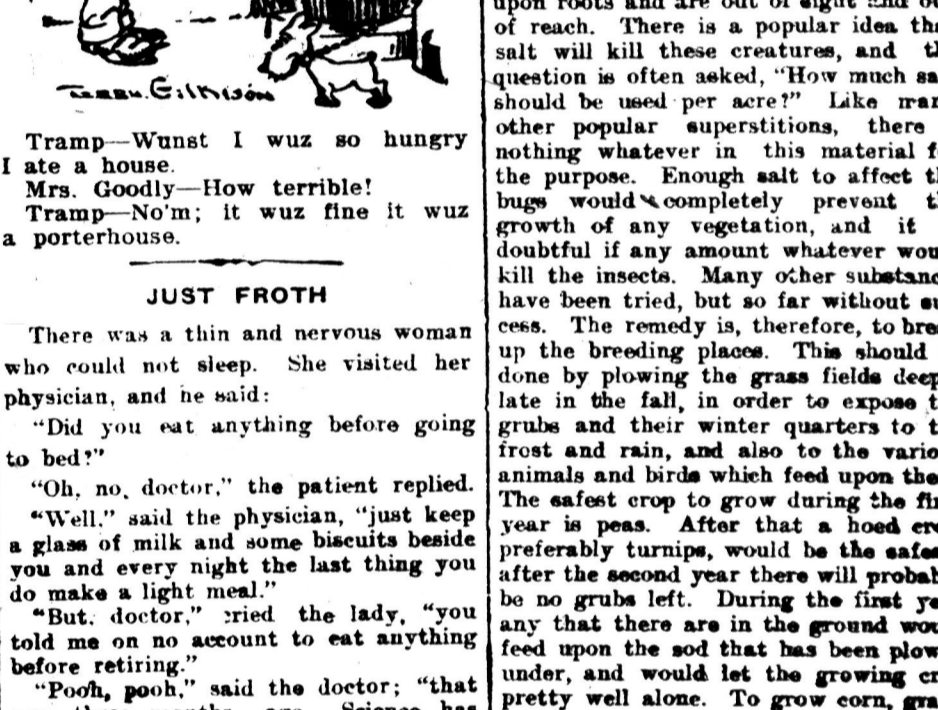 Tramp—Wunst I wuz so hungry
I ate a house.
Mrs. Goodly—How terrible!
Tramp—No'm; it wuz fine it wuz
a porterhouse.
JUST FROTH
There was a thin and nervous woman
who could not sleep. She visited her
physician, and he said:
"Did you eat anything before going
to bed?"
"Oh, no, doctor," the patient replied.
"Well," said the physician, "just keep
a glass of milk and some biscuits beside
you and every night the last thing you
do make a light meal."
"But, doctor," cried the lady, "you
told me on no account to eat anything
before retiring."
"Pooh, pooh," said the doctor; "that
upon roots and are out of sight and
of reach. There is a popular idea
salt will kill these creatures, and
question is often asked, "How much
should be used per acre?" Like
other popular superstitions, there
nothing whatever in this material
the purpose. Enough salt to affect
bugs would completely prevent
growth of any vegetation, and it
doubtful if any amount whatever
kill the insects. Many other
have been tried, but so far without
cess. The remedy is, therefore, to
up the breeding places. This should
done by plowing the grass fields
late in the fall, in order to expose
grubs and their winter quarters to
frost and rain, and also to the
animals and birds which feed upon
The safest crop to grow during the
year is peas. After that a hoed
preferably turnips, would be the
after the second year there will
be no grubs left. During the first
any that there are in the ground
feed upon the sod that has been
under, and would let the growing
pretty well alone. To grow corn,